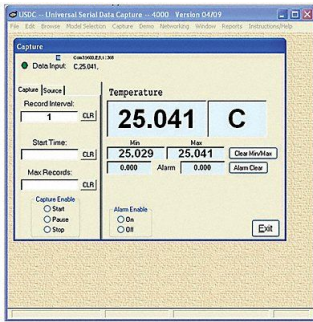 USDC -- Universal Serial Data Capture -- 4000 Version 04/09
File Edit Browse Model Selection Capture Demo Networking Window Reports Instructions/Help
Capture
Data Input: C,25.041,
Capture Source
Record Interval:
1 CLR
Start Time:
CLR
Max Records:
CLR
Capture Enable
Start
Pause
Stop
Temperature
25.041 C
Min Max
25.029 25.041 Clear Min/Max
0.000 Alarm 0.000 Alarm Clear
Alarm Enable
On
Off
Exit